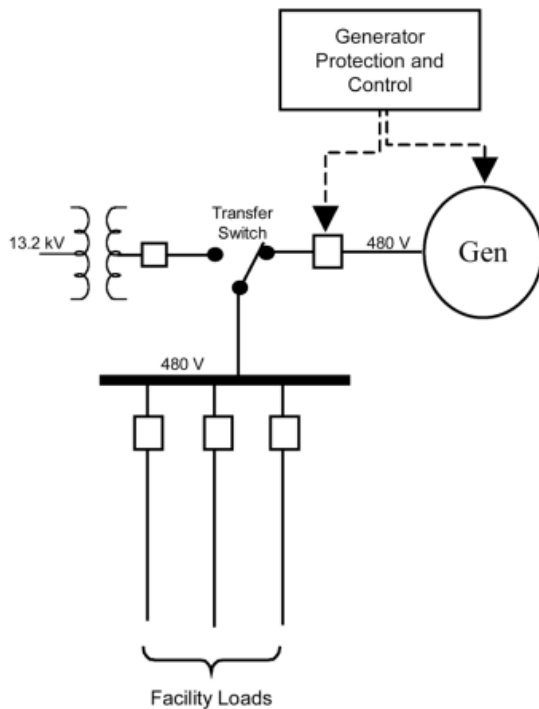 Generator
Protection and
Control
Transfer
Switch
13.2 kV
480 V
Gen
480 V
Facility Loads